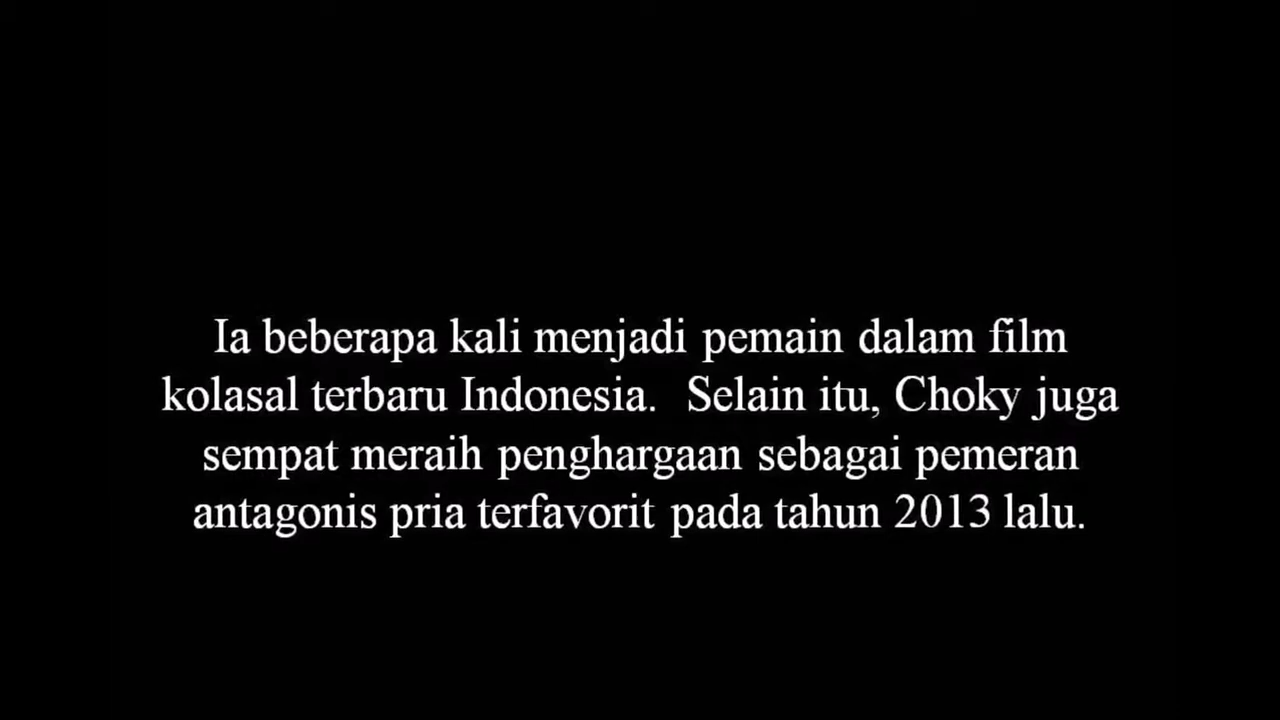 Ia beberapa kali menjadi pemain dalam film
kolasal terbaru Indonesia.  Selain itu, Choky juga
sempat meraih penghargaan sebagai pemeran
antagonis pria terfavorit pada tahun 2013 lalu.